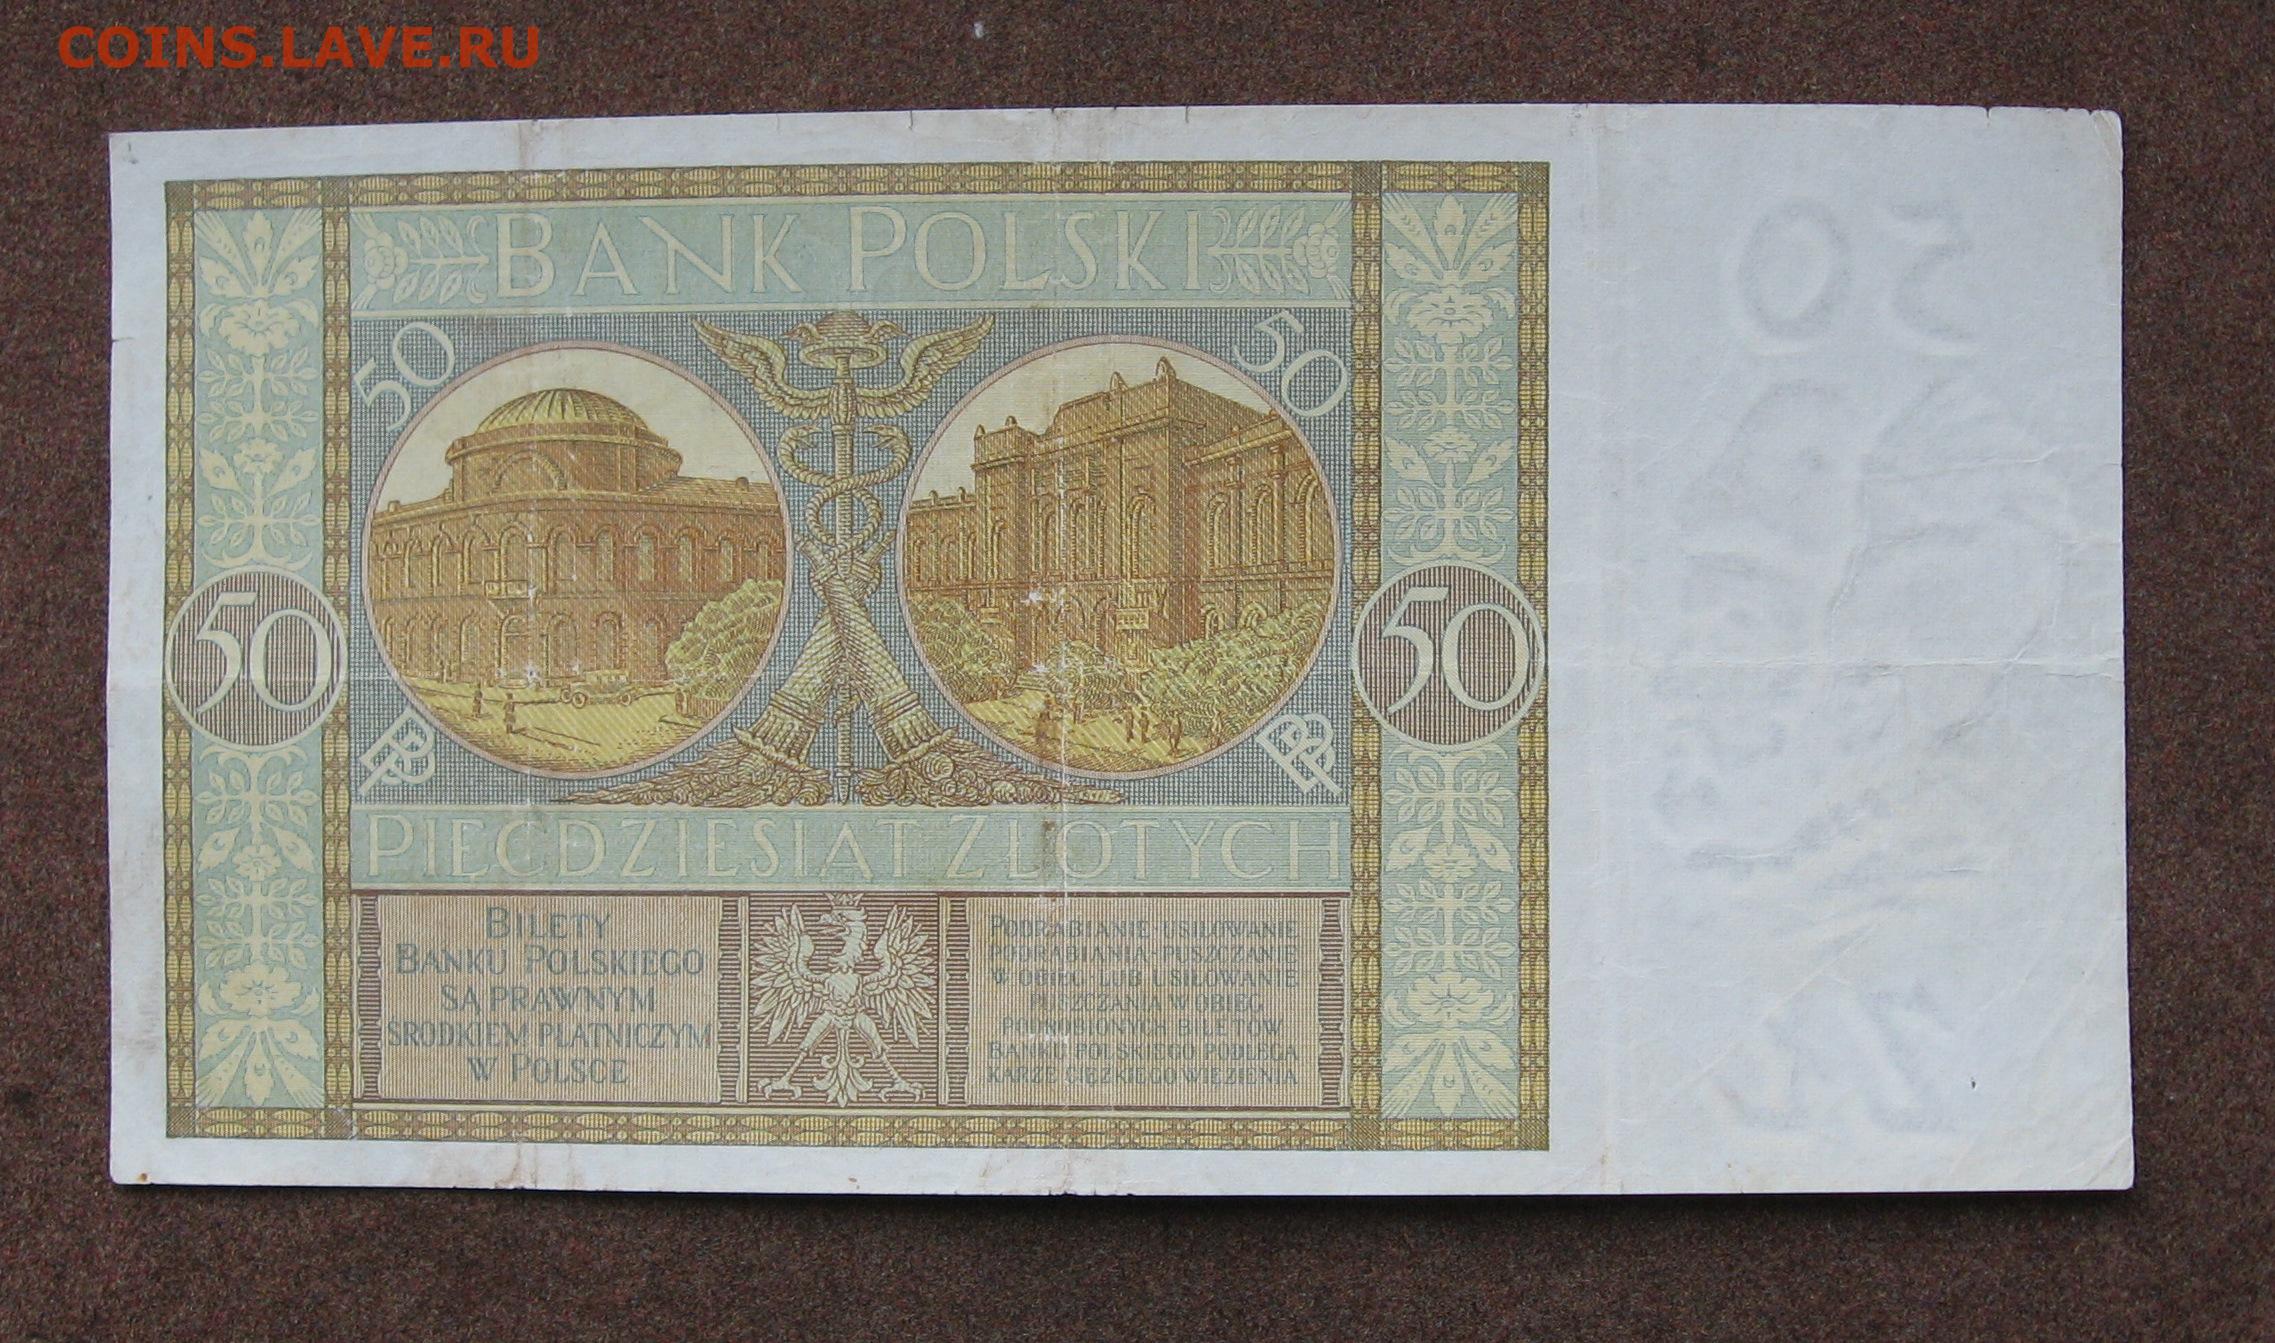 COINS.LAVE.RU
BANK POLSKI
50 50
50 50
PIĘĆDZIESIĄT ZŁOTYCH
BILETY
BANKU POLSKIEGO
SĄ PRAWNYM
ŚRODKIEM PŁATNICZYM
W POLSCE
PODRABIANIE-USIŁOWANIE
PODRABIANIA-PUSZCZANIE
W OBIEG-LUB USIŁOWANIE
PUSZCZANIA W OBIEG
PODROBIONYCH BILETÓW
BANKU POLSKIEGO PODLEGA
KARZE CIĘŻKIEGO WIĘZIENIA